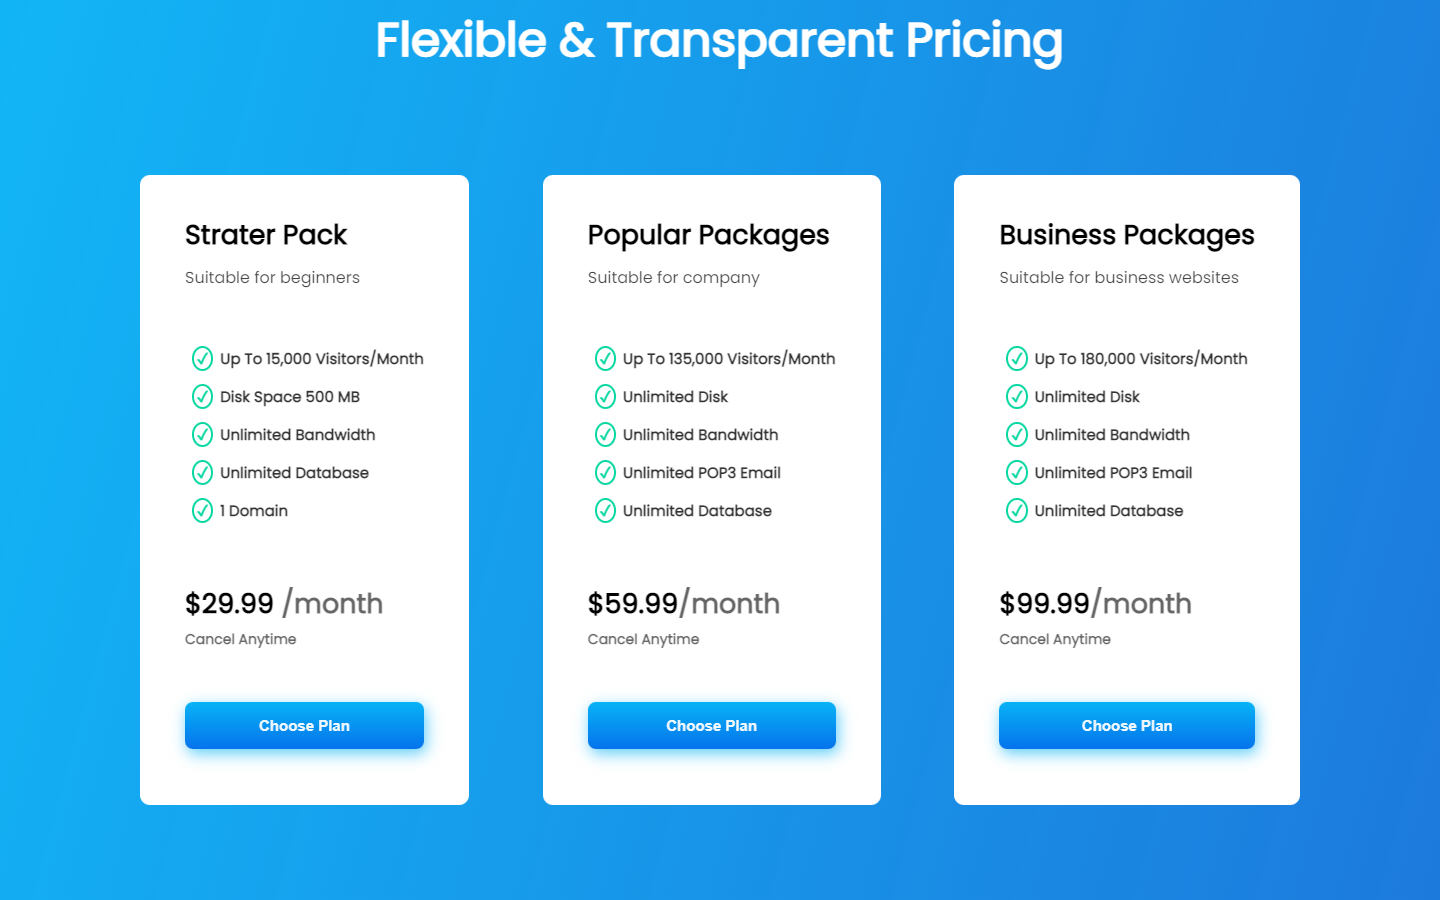 Flexible & Transparent Pricing
Strater Pack
Suitable for beginners
Up To 15,000 Visitors/Month
Disk Space 500 MB
Unlimited Bandwidth
Unlimited Database
1 Domain
$29.99 /month
Cancel Anytime
Choose Plan
Popular Packages
Suitable for company
Up To 135,000 Visitors/Month
Unlimited Disk
Unlimited Bandwidth
Unlimited POP3 Email
Unlimited Database
$59.99/month
Cancel Anytime
Choose Plan
Business Packages
Suitable for business websites
Up To 180,000 Visitors/Month
Unlimited Disk
Unlimited Bandwidth
Unlimited POP3 Email
Unlimited Database
$99.99/month
Cancel Anytime
Choose Plan